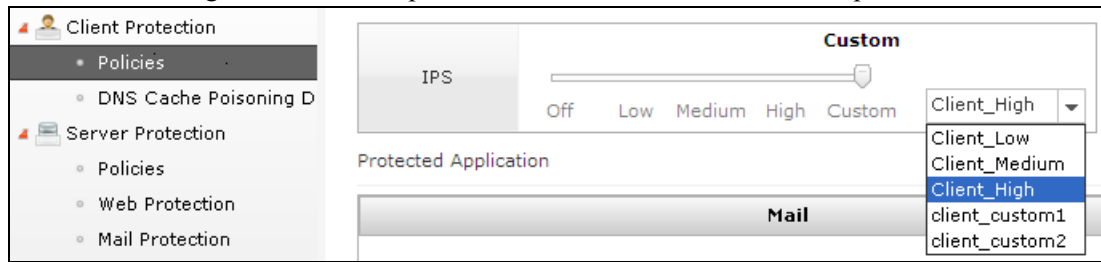 Client Protection
Policies
DNS Cache Poisoning D
Server Protection
Policies
Web Protection
Mail Protection
IPS
Custom
Off Low Medium High Custom
Client_High
Client_Low
Client_Medium
Client_High
client_custom1
client_custom2
Protected Application
Mail